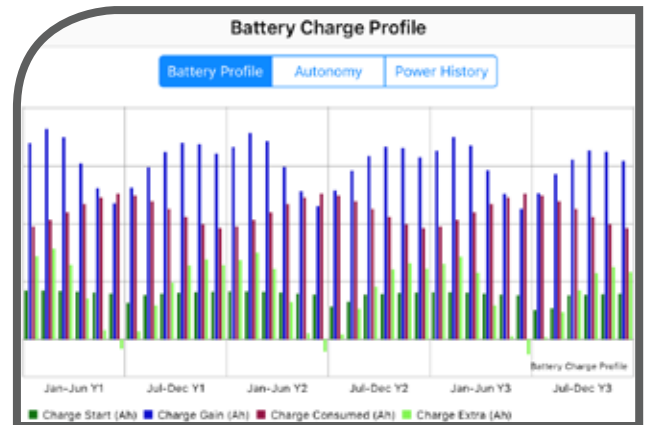 Battery Charge Profile
Battery Profile Autonomy Power History
Battery Charge Profile
Jan-Jun Y1 Jul-Dec Y1 Jan-Jun Y2 Jul-Dec Y2 Jan-Jun Y3 Jul-Dec Y3
Charge Start (Ah) Charge Gain (Ah) Charge Consumed (Ah) Charge Extra (Ah)